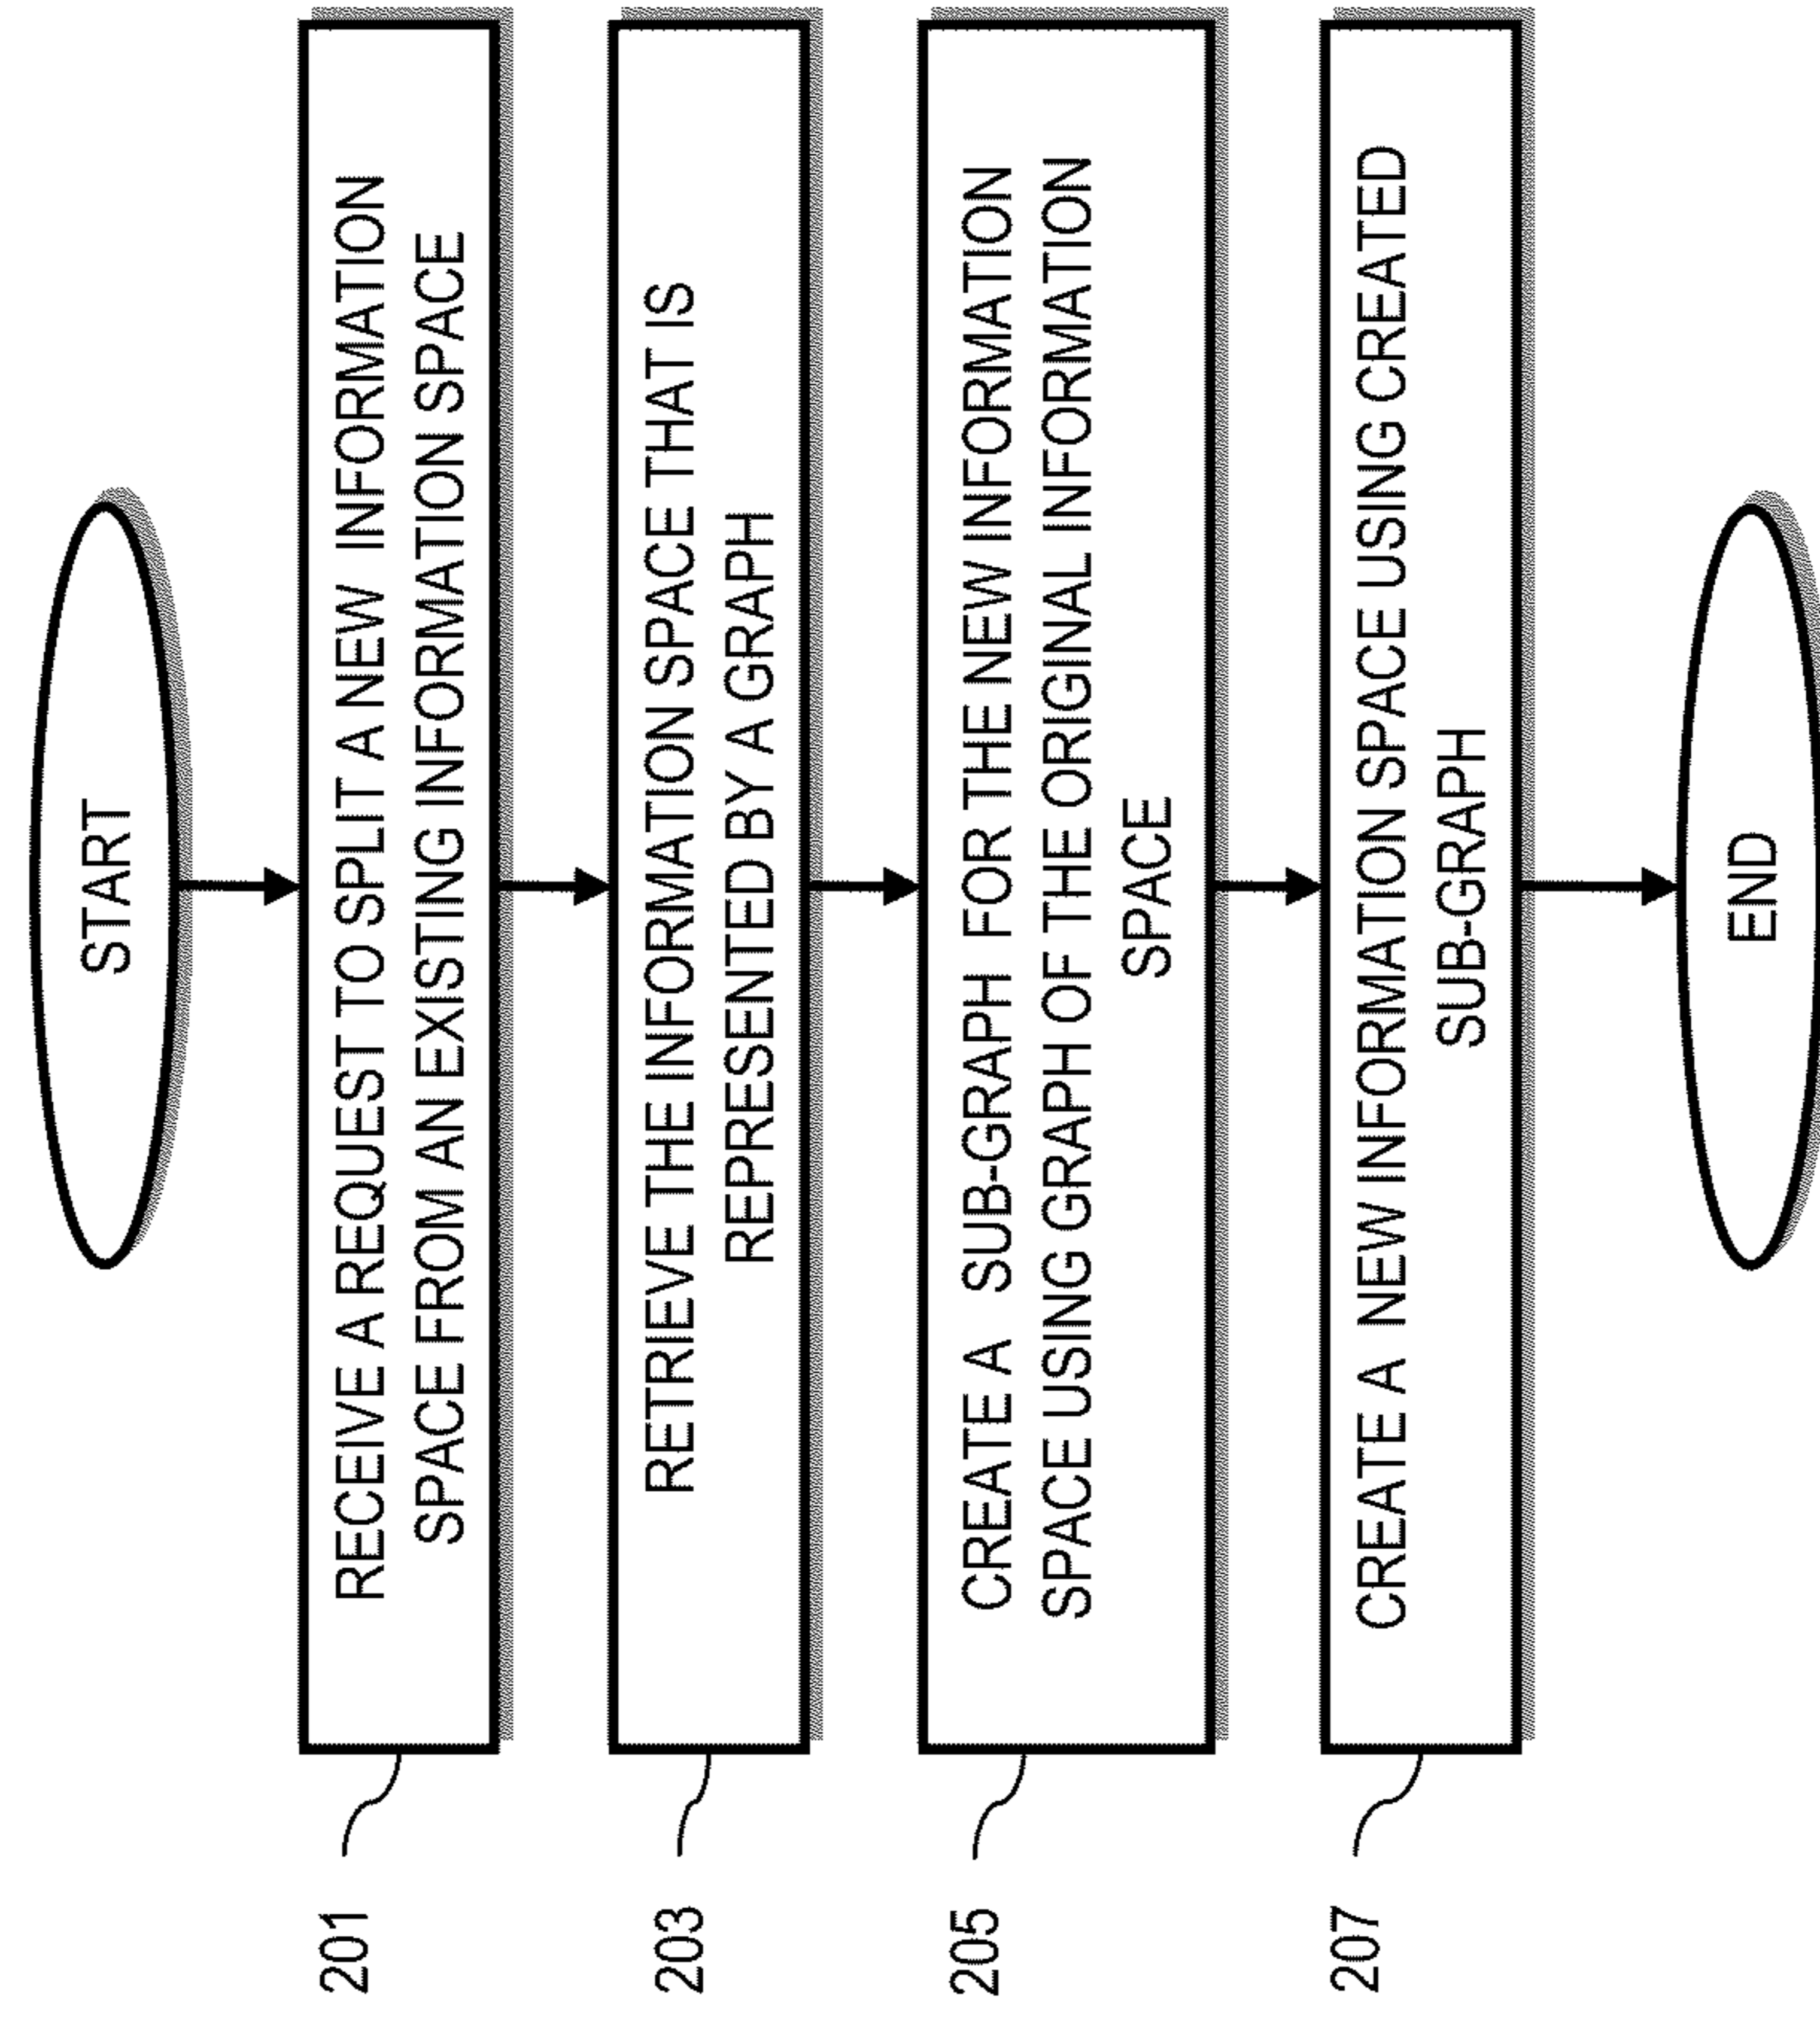 START
201
RECEIVE A REQUEST TO SPLIT A NEW INFORMATION
SPACE FROM AN EXISTING INFORMATION SPACE
203
RETRIEVE THE INFORMATION SPACE THAT IS
REPRESENTED BY A GRAPH
205
CREATE A SUB-GRAPH FOR THE NEW INFORMATION
SPACE USING GRAPH OF THE ORIGINAL INFORMATION
SPACE
207
CREATE A NEW INFORMATION SPACE USING CREATED
SUB-GRAPH
END